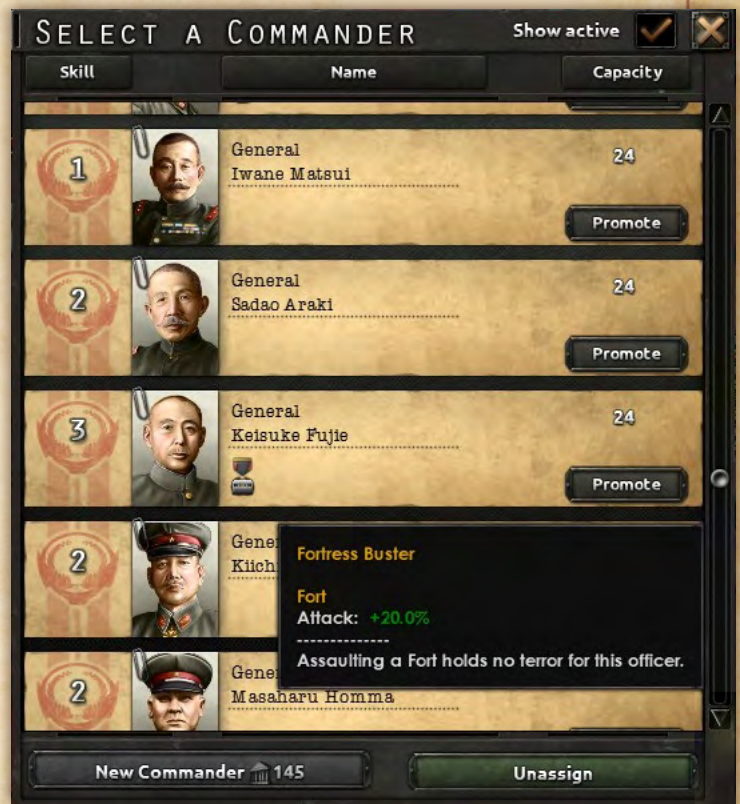 SELECT A COMMANDER
Show active
Skill
Name
Capacity
1
General
Iwane Matsui
24
Promote
2
General
Sadao Araki
24
Promote
3
General
Keisuke Fujie
24
Promote
2
Gene
Kiich
Fortress Buster
Fort
Attack: +20.0%
--------------
Assaulting a Fort holds no terror for this officer.
2
Gene
Masaharu Homma
New Commander 145
Unassign